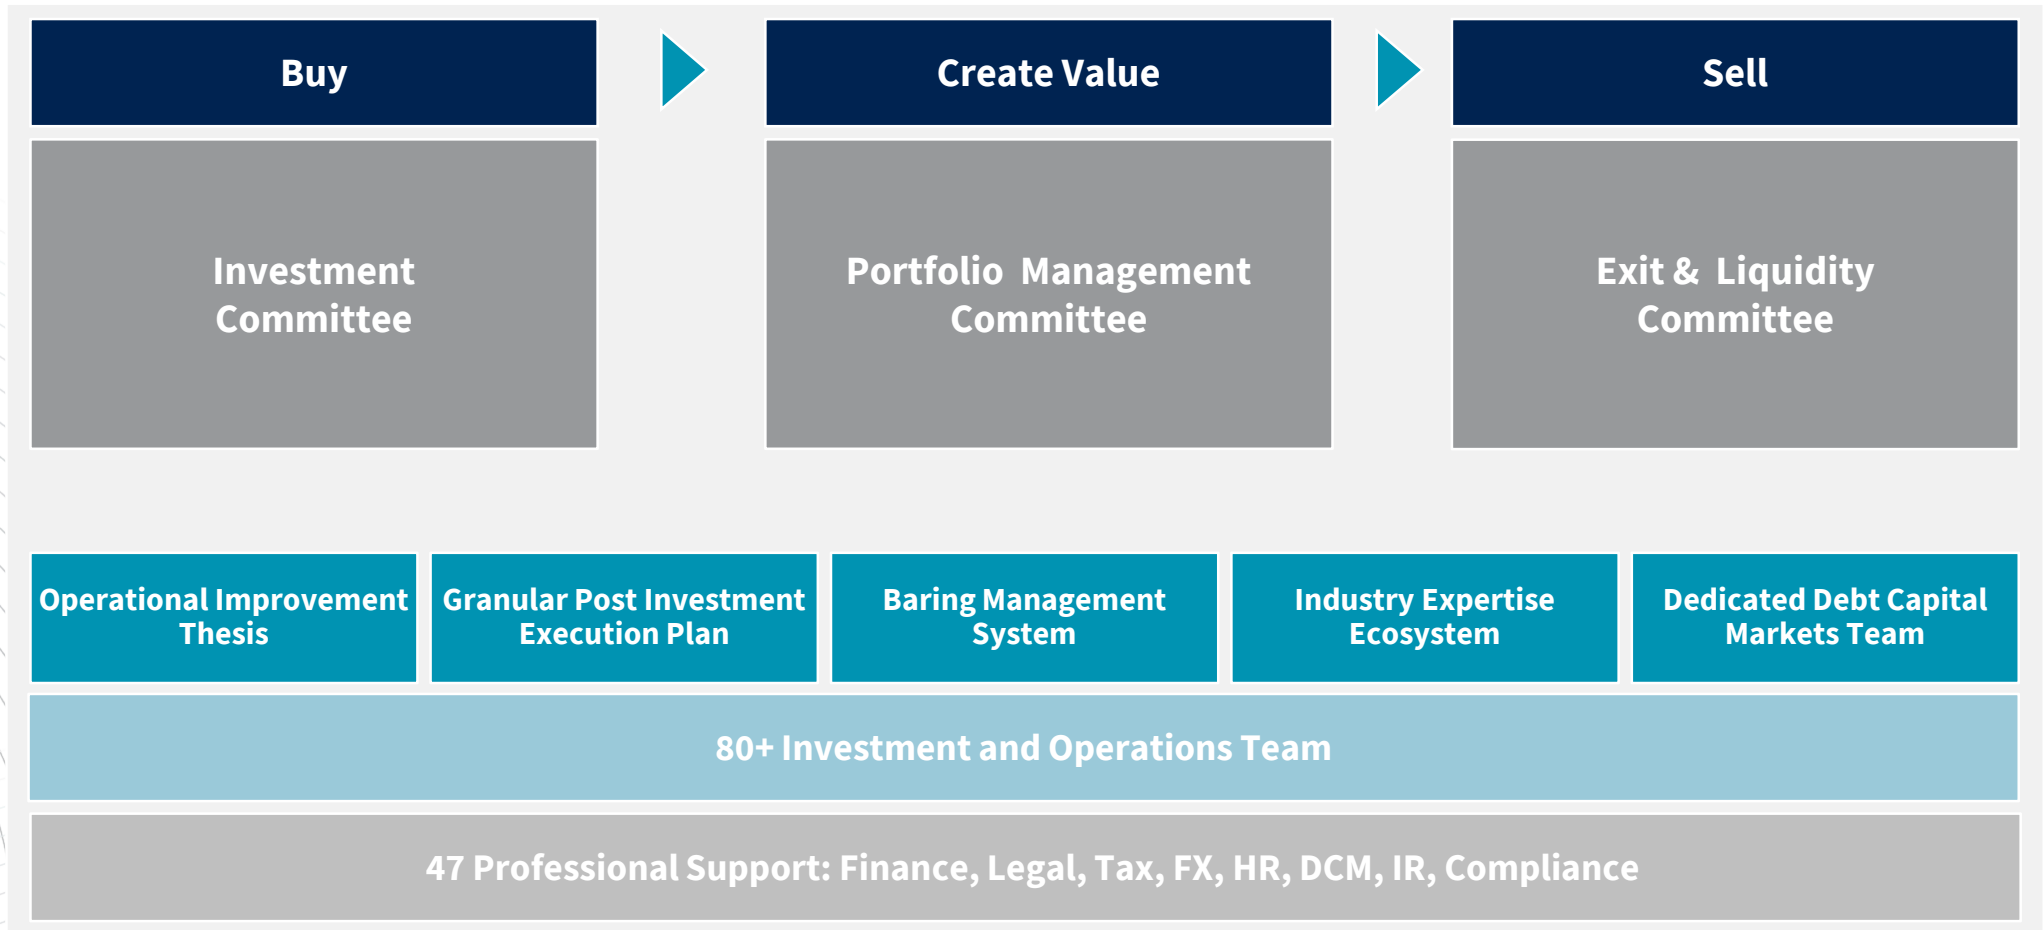 Buy
Create Value
Sell
Investment
Committee
Portfolio Management
Committee
Exit & Liquidity
Committee
Operational Improvement
Thesis
Granular Post Investment
Execution Plan
Baring Management
System
Industry Expertise
Ecosystem
Dedicated Debt Capital
Markets Team
80+ Investment and Operations Team
47 Professional Support: Finance, Legal, Tax, FX, HR, DCM, IR, Compliance